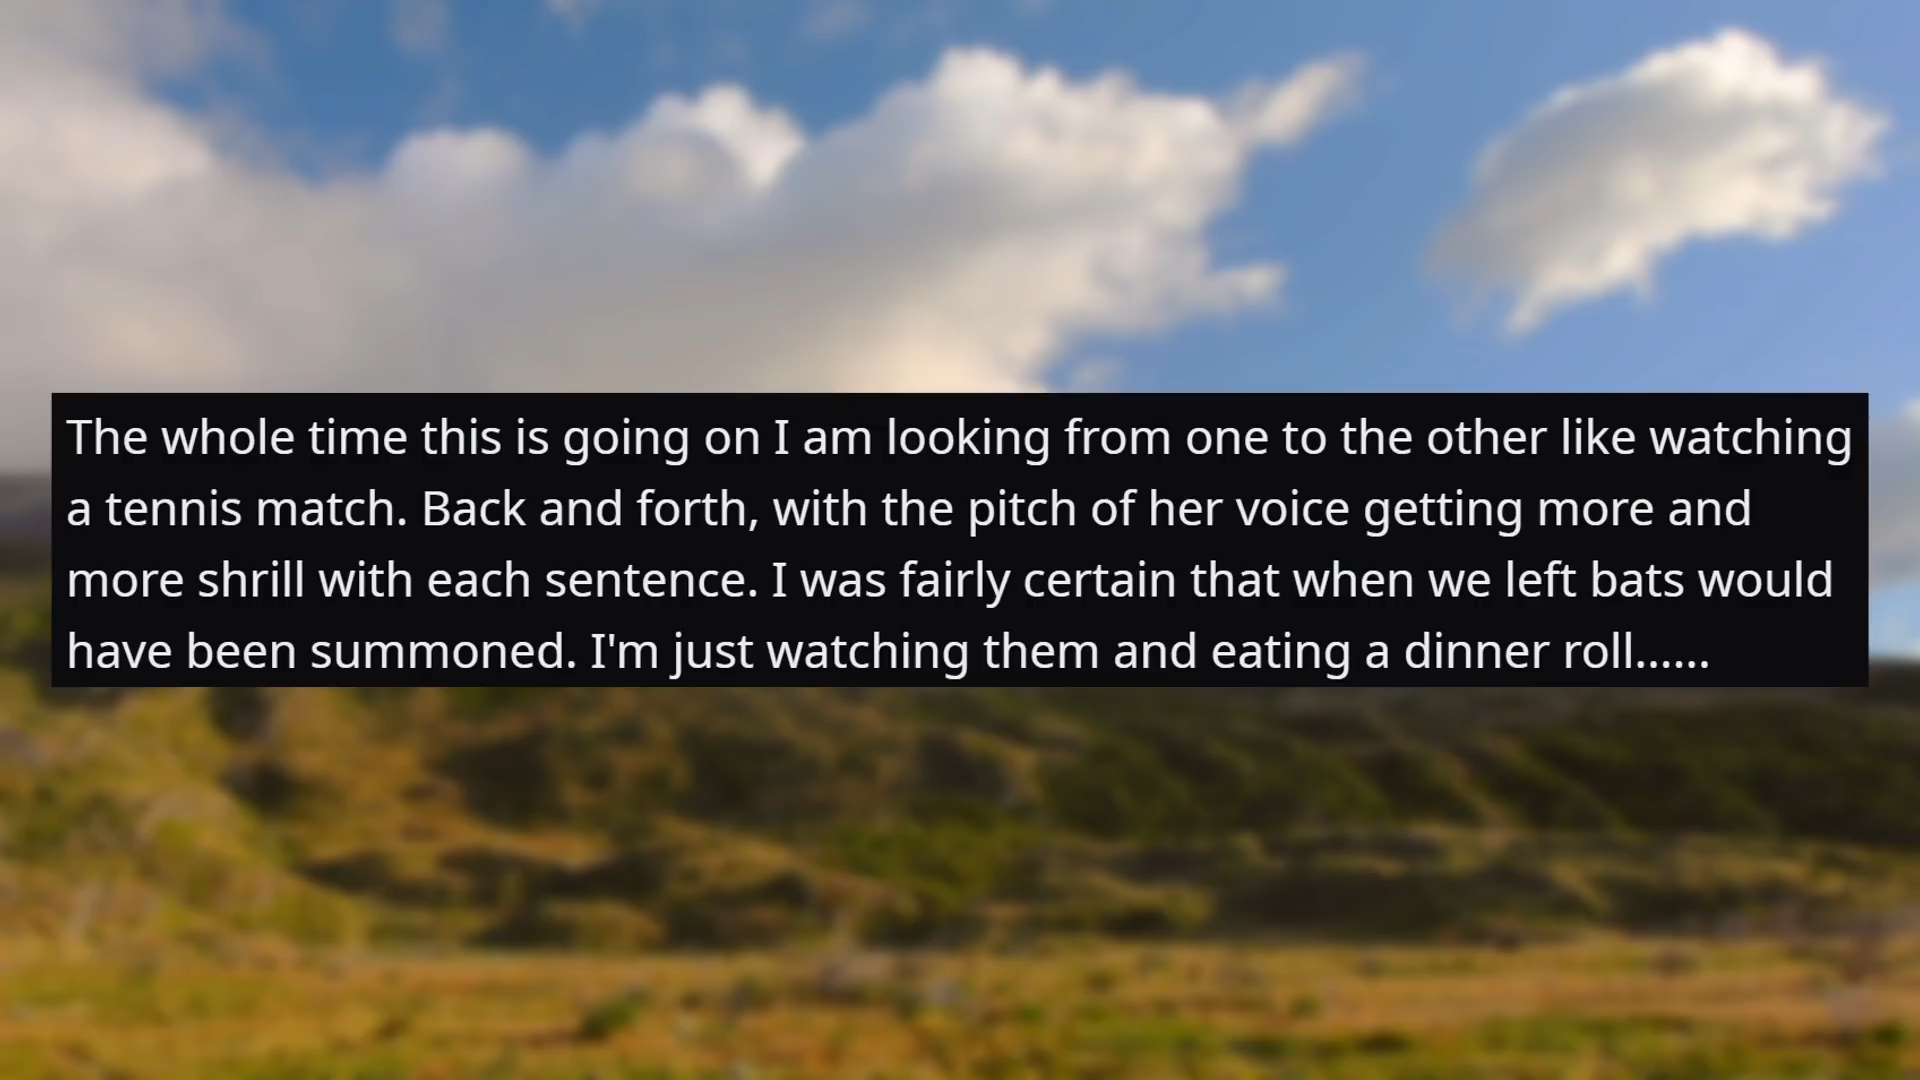 The whole time this is going on I am looking from one to the other like watching
a tennis match. Back and forth, with the pitch of her voice getting more and
more shrill with each sentence. I was fairly certain that when we left bats would
have been summoned. I'm just watching them and eating a dinner roll......